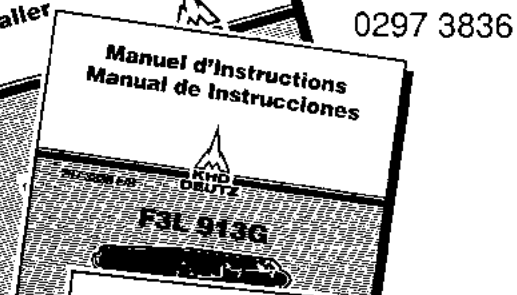 aller
0297 3836
Manuel d'Instructions
Manual de Instrucciones
KHD
DEUTZ
F3L 913G